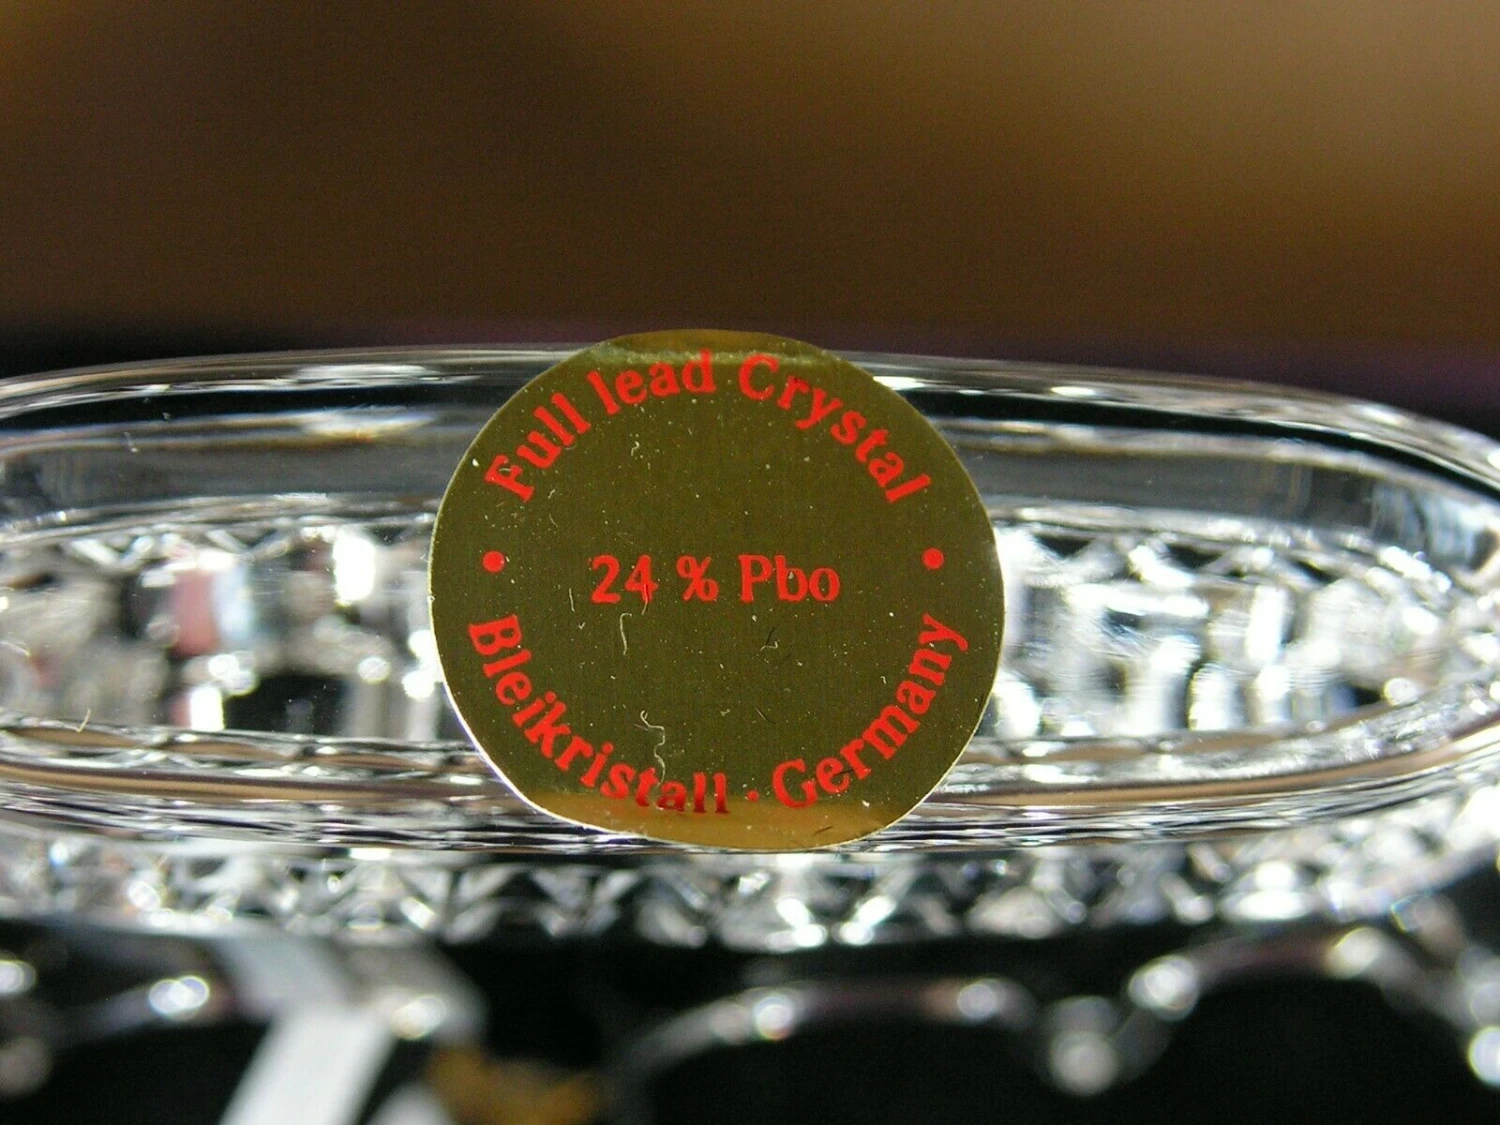 Full lead Crystal
• 24 % Pbo •
Bleikristall · Germany